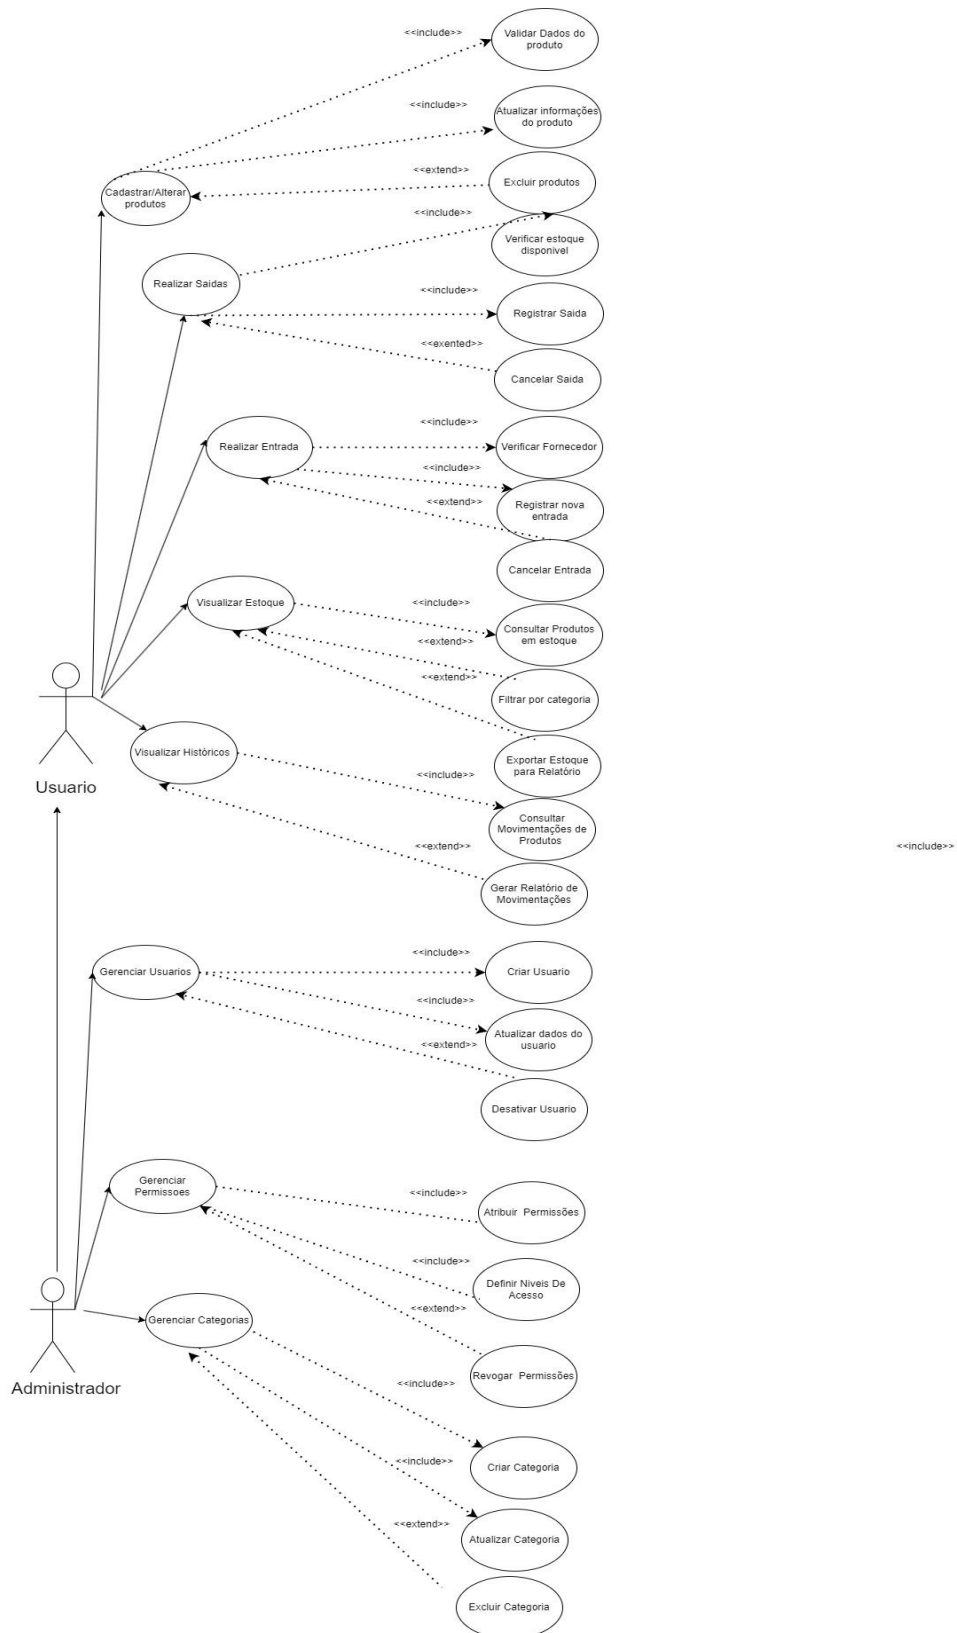 <<include>>
Validar Dados do
produto
<<include>>
Atualizar informações
do produto
<<extend>>
Excluir produtos
Cadastrar/Alterar
produtos
<<include>>
Verificar estoque
disponivel
Realizar Saidas
<<include>>
Registrar Saida
<<exented>>
Cancelar Saida
<<include>>
Realizar Entrada
Verificar Fornecedor
<<include>>
<<extend>>
Registrar nova
entrada
Cancelar Entrada
Visualizar Estoque
<<include>>
Consultar Produtos
em estoque
<<extend>>
<<extend>>
Filtrar por categoria
Usuario
Visualizar Históricos
Exportar Estoque
para Relatório
<<include>>
Consultar
Movimentações de
Produtos
<<extend>>
<<include>>
Gerar Relatório de
Movimentações
<<include>>
Gerenciar Usuarios
Criar Usuario
<<include>>
Atualizar dados do
usuario
<<extend>>
Desativar Usuario
Gerenciar
Permissoes
<<include>>
Atribuir Permissões
<<include>>
Definir Niveis De
Acesso
<<extend>>
Gerenciar Categorias
Revogar Permissões
Administrador
<<include>>
<<include>>
Criar Categoria
<<extend>>
Atualizar Categoria
Excluir Categoria